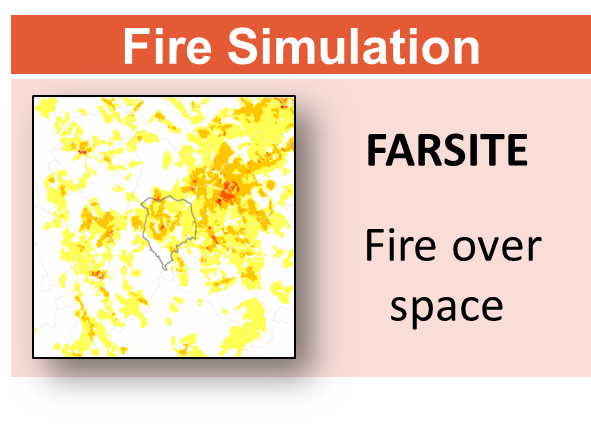 Fire Simulation
FARSITE
Fire over
space